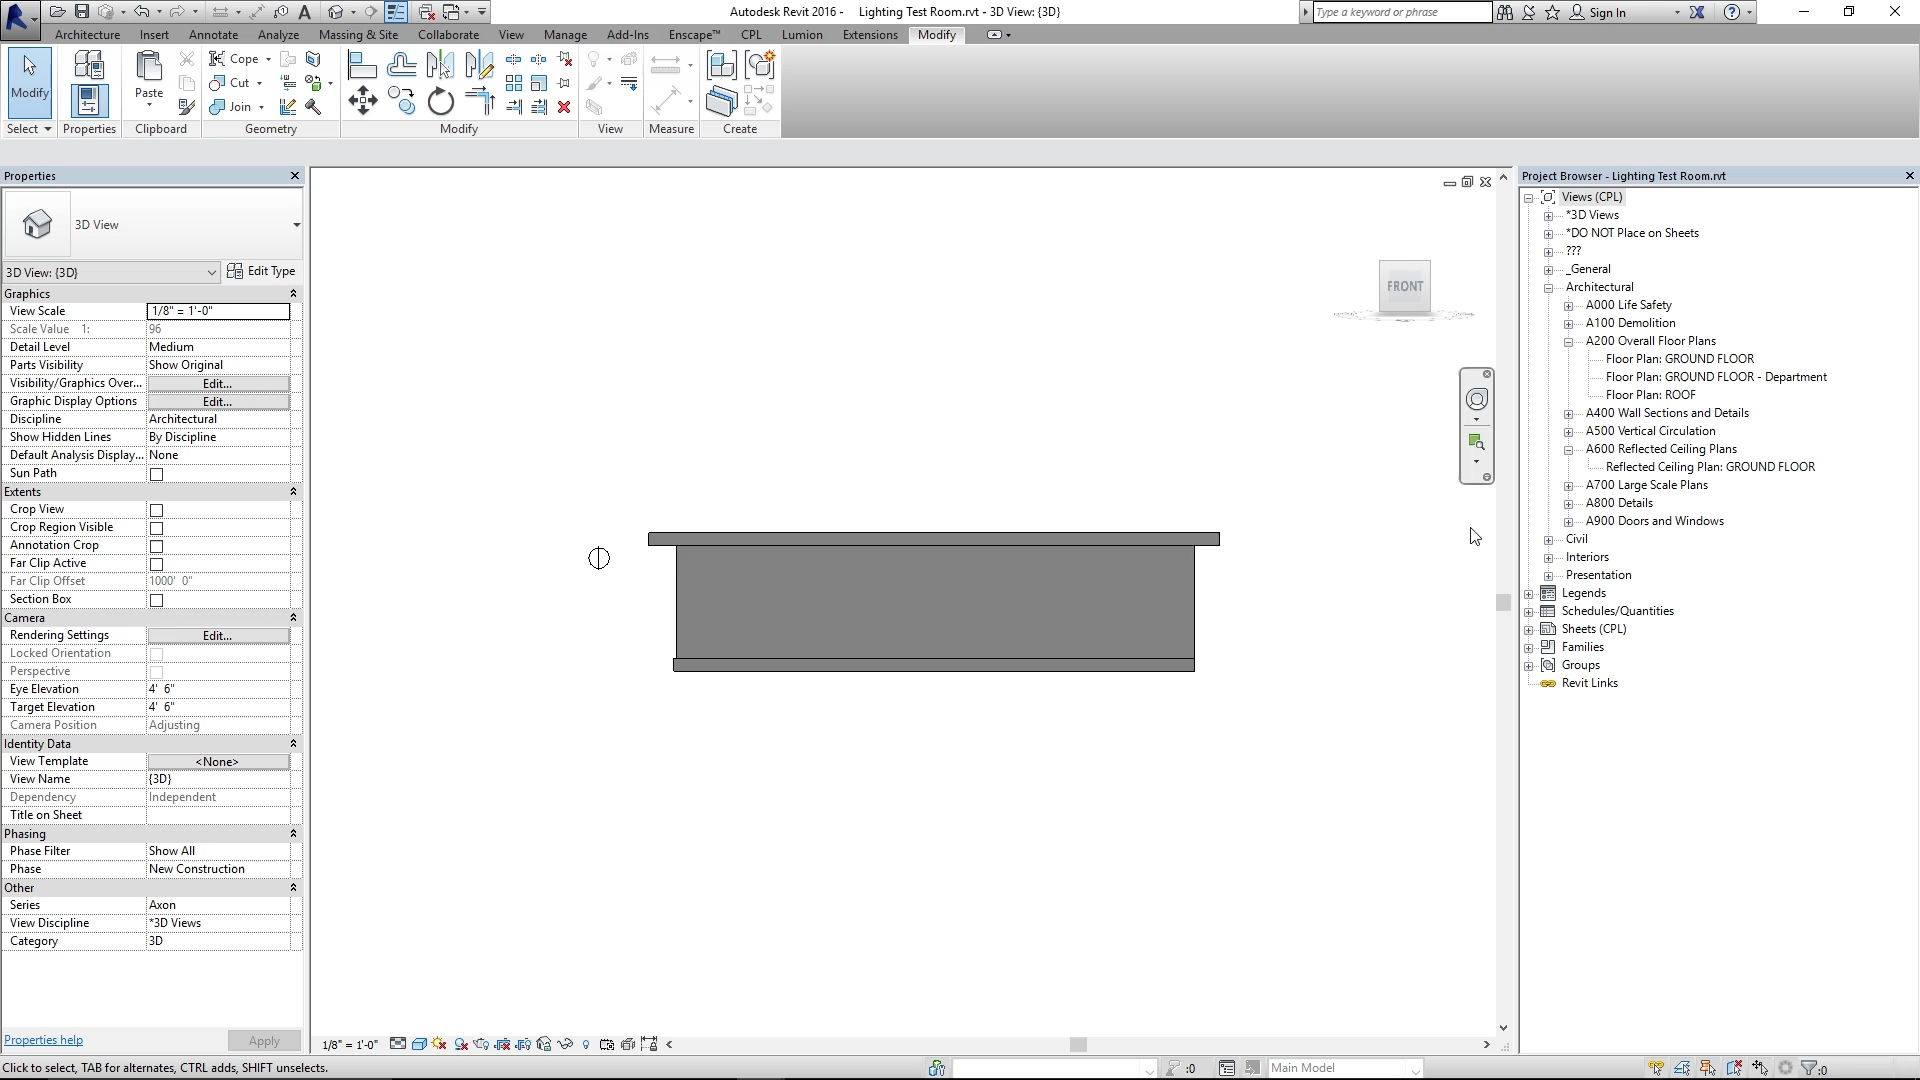 Autodesk Revit 2016 - Lighting Test Room.rvt - 3D View: {3D}
Type a keyword or phrase
Sign In
Architecture Insert Annotate Analyze Massing & Site Collaborate View Manage Add-Ins Enscape™ CPL Lumion Extensions Modify
Modify
Paste
Cope
Cut
Join
Select Properties Clipboard Geometry Modify View Measure Create
Properties
3D View
3D View: {3D} Edit Type
Graphics
View Scale 1/8" = 1'-0"
Scale Value 1: 96
Detail Level Medium
Parts Visibility Show Original
Visibility/Graphics Over... Edit...
Graphic Display Options Edit...
Discipline Architectural
Show Hidden Lines By Discipline
Default Analysis Display... None
Sun Path
Extents
Crop View
Crop Region Visible
Annotation Crop
Far Clip Active
Far Clip Offset 1000' 0"
Section Box
Camera
Rendering Settings Edit...
Locked Orientation
Perspective
Eye Elevation 4' 6"
Target Elevation 4' 6"
Camera Position Adjusting
Identity Data
View Template <None>
View Name {3D}
Dependency Independent
Title on Sheet
Phasing
Phase Filter Show All
Phase New Construction
Other
Series Axon
View Discipline *3D Views
Category 3D
Properties help Apply
FRONT
1/8" = 1'-0"
Project Browser - Lighting Test Room.rvt
Views (CPL)
*3D Views
*DO NOT Place on Sheets
???
_General
Architectural
A000 Life Safety
A100 Demolition
A200 Overall Floor Plans
Floor Plan: GROUND FLOOR
Floor Plan: GROUND FLOOR - Department
Floor Plan: ROOF
A400 Wall Sections and Details
A500 Vertical Circulation
A600 Reflected Ceiling Plans
Reflected Ceiling Plan: GROUND FLOOR
A700 Large Scale Plans
A800 Details
A900 Doors and Windows
Civil
Interiors
Presentation
Legends
Schedules/Quantities
Sheets (CPL)
Families
Groups
Revit Links
Click to select, TAB for alternates, CTRL adds, SHIFT unselects.
:0
Main Model
:0